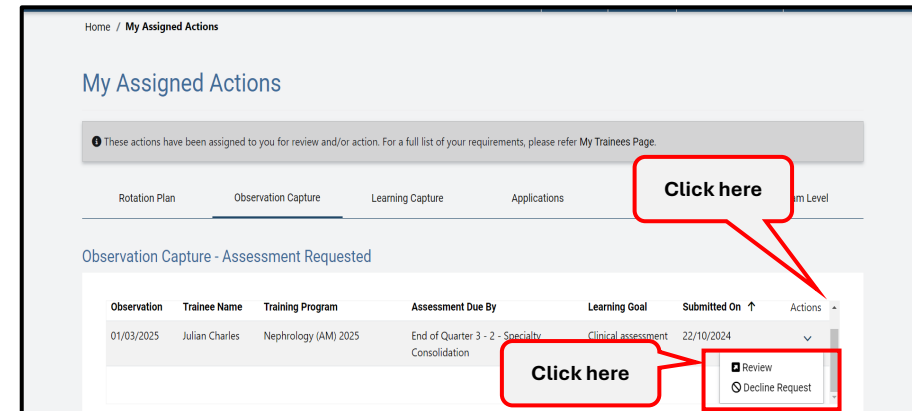 Home / My Assigned Actions
My Assigned Actions
These actions have been assigned to you for review and/or action. For a full list of your requirements, please refer My Trainees Page.
Click here
Rotation Plan Observation Capture Learning Capture Applications am Level
Observation Capture - Assessment Requested
Observation Trainee Name Training Program Assessment Due By Learning Goal Submitted On ↑ Actions
01/03/2025 Julian Charles Nephrology (AM) 2025 End of Quarter 3 - 2 - Specialty Clinical assessment 22/10/2024
Consolidation
Click here
Review
Decline Request